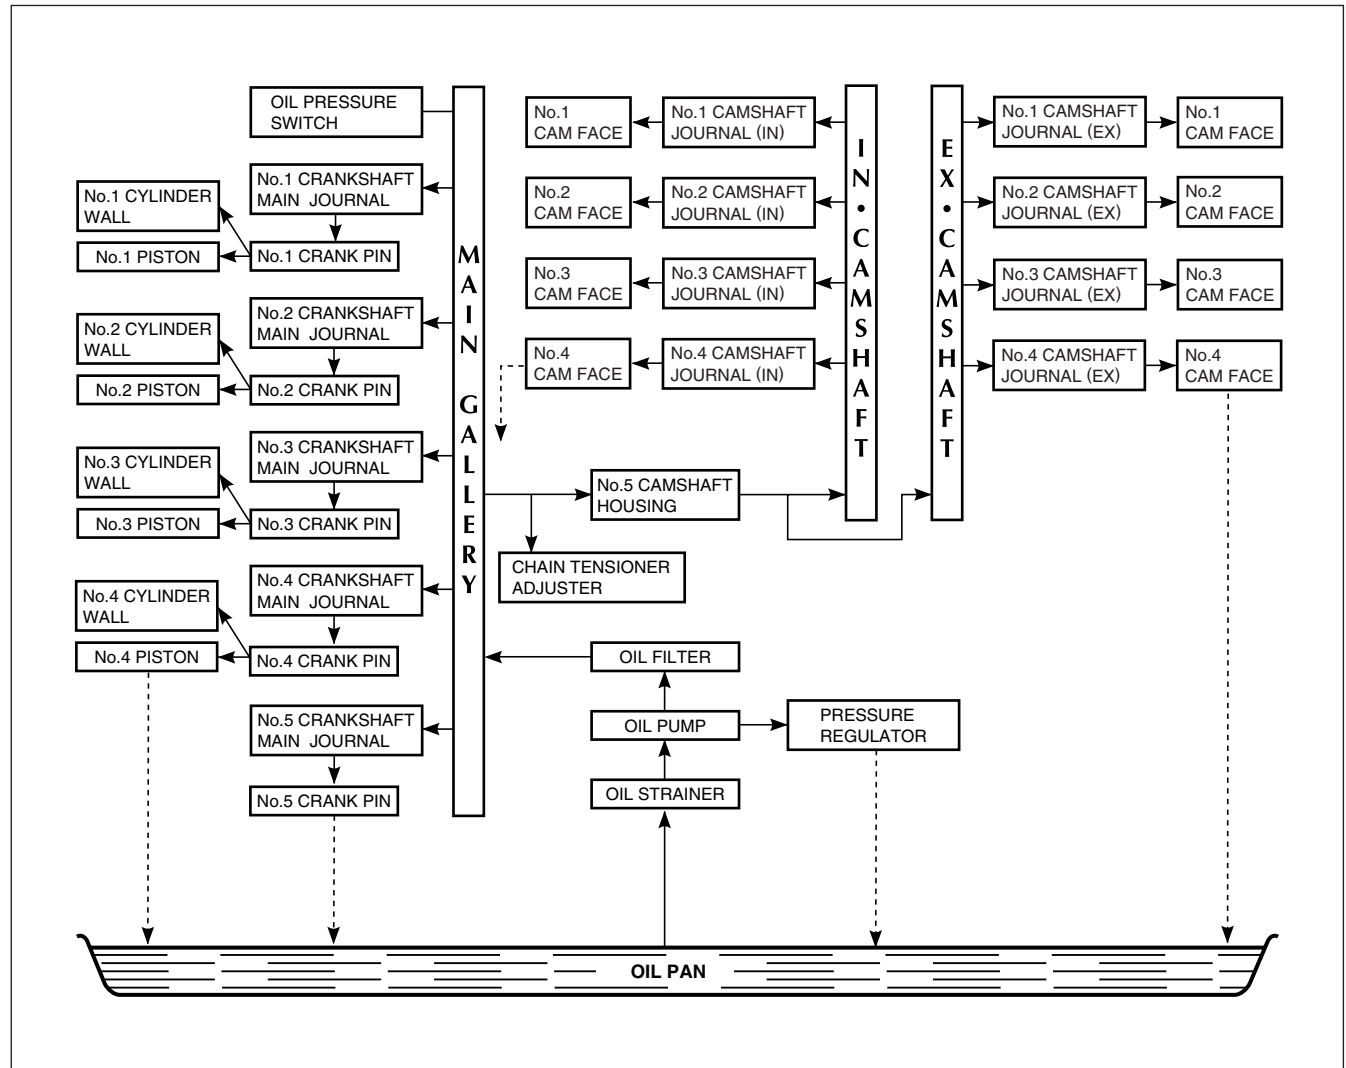 OIL PRESSURE
SWITCH
No.1 CRANKSHAFT
MAIN JOURNAL
No.1 CYLINDER
WALL
No.1 PISTON
No.1 CRANK PIN
No.2 CRANKSHAFT
MAIN JOURNAL
No.2 CYLINDER
WALL
No.2 PISTON
No.2 CRANK PIN
No.3 CRANKSHAFT
MAIN JOURNAL
No.3 CYLINDER
WALL
No.3 PISTON
No.3 CRANK PIN
No.4 CRANKSHAFT
MAIN JOURNAL
No.4 CYLINDER
WALL
No.4 PISTON
No.4 CRANK PIN
No.5 CRANKSHAFT
MAIN JOURNAL
No.5 CRANK PIN
MAIN GALLERY
No.1
CAM FACE
No.1 CAMSHAFT
JOURNAL (IN)
No.2
CAM FACE
No.2 CAMSHAFT
JOURNAL (IN)
No.3
CAM FACE
No.3 CAMSHAFT
JOURNAL (IN)
No.4
CAM FACE
No.4 CAMSHAFT
JOURNAL (IN)
IN•CAMSHAFT
EX•CAMSHAFT
No.1 CAMSHAFT
JOURNAL (EX)
No.1
CAM FACE
No.2 CAMSHAFT
JOURNAL (EX)
No.2
CAM FACE
No.3 CAMSHAFT
JOURNAL (EX)
No.3
CAM FACE
No.4 CAMSHAFT
JOURNAL (EX)
No.4
CAM FACE
No.5 CAMSHAFT
HOUSING
CHAIN TENSIONER
ADJUSTER
OIL FILTER
OIL PUMP
PRESSURE
REGULATOR
OIL STRAINER
OIL PAN